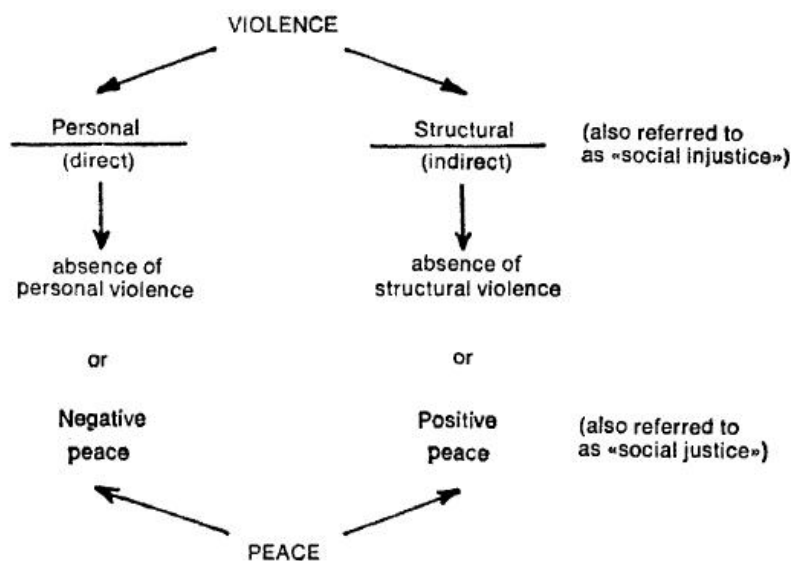 VIOLENCE
Personal
(direct)
Structural
(indirect)
(also referred to
as «social injustice»)
absence of
personal violence
absence of
structural violence
or
or
Negative
peace
Positive
peace
(also referred to
as «social justice»)
PEACE